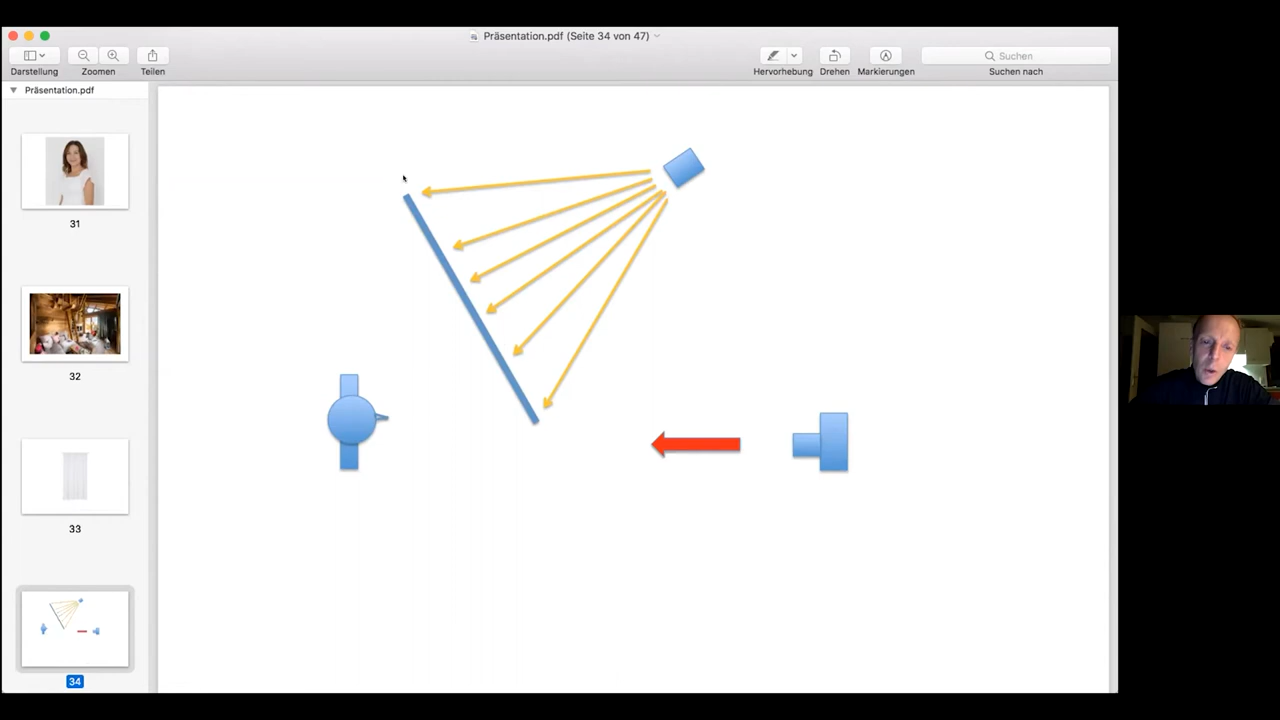 Präsentation.pdf (Seite 34 von 47)
Darstellung
Zoomen
Teilen
Hervorhebung
Drehen
Markierungen
Suchen
Suchen nach
Präsentation.pdf
31
32
33
34